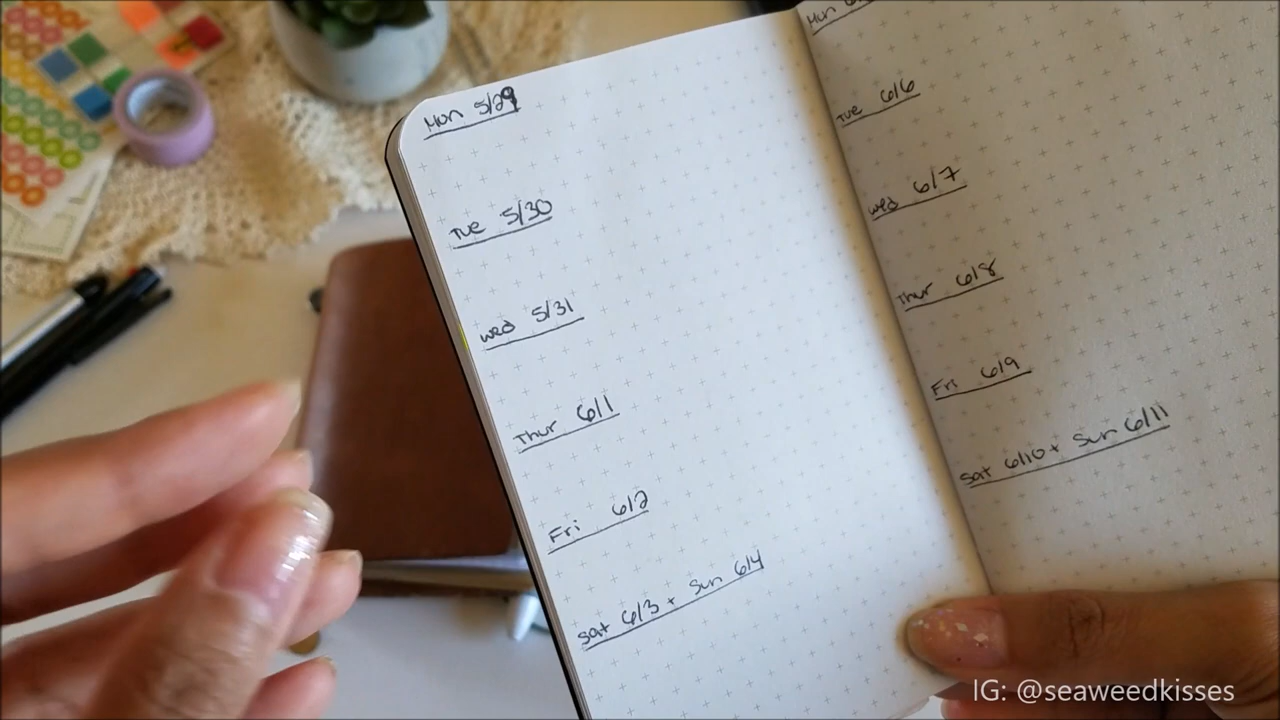 Mon 5/29
Tue 5/30
Wed 5/31
Thur 6/1
Fri 6/2
Sat 6/3 + Sun 6/4
Mon
Tue 6/6
Wed 6/7
Thur 6/8
Fri 6/9
Sat 6/10 + Sun 6/11
IG: @seaweedkisses